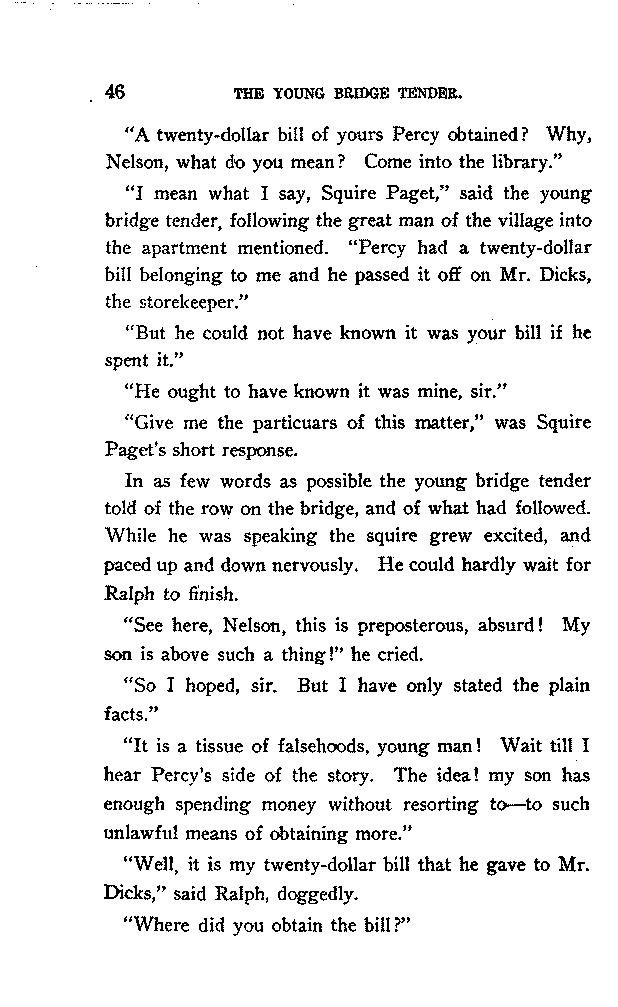 46 THE YOUNG BRIDGE TENDER.
"A twenty-dollar bill of yours Percy obtained? Why,
Nelson, what do you mean? Come into the library."
"I mean what I say, Squire Paget," said the young
bridge tender, following the great man of the village into
the apartment mentioned. "Percy had a twenty-dollar
bill belonging to me and he passed it off on Mr. Dicks,
the storekeeper."
"But he could not have known it was your bill if he
spent it."
"He ought to have known it was mine, sir."
"Give me the particuars of this matter," was Squire
Paget's short response.
In as few words as possible the young bridge tender
told of the row on the bridge, and of what had followed.
While he was speaking the squire grew excited, and
paced up and down nervously. He could hardly wait for
Ralph to finish.
"See here, Nelson, this is preposterous, absurd! My
son is above such a thing!" he cried.
"So I hoped, sir. But I have only stated the plain
facts."
"It is a tissue of falsehoods, young man! Wait till I
hear Percy's side of the story. The idea! my son has
enough spending money without resorting to—to such
unlawful means of obtaining more."
"Well, it is my twenty-dollar bill that he gave to Mr.
Dicks," said Ralph, doggedly.
"Where did you obtain the bill?"